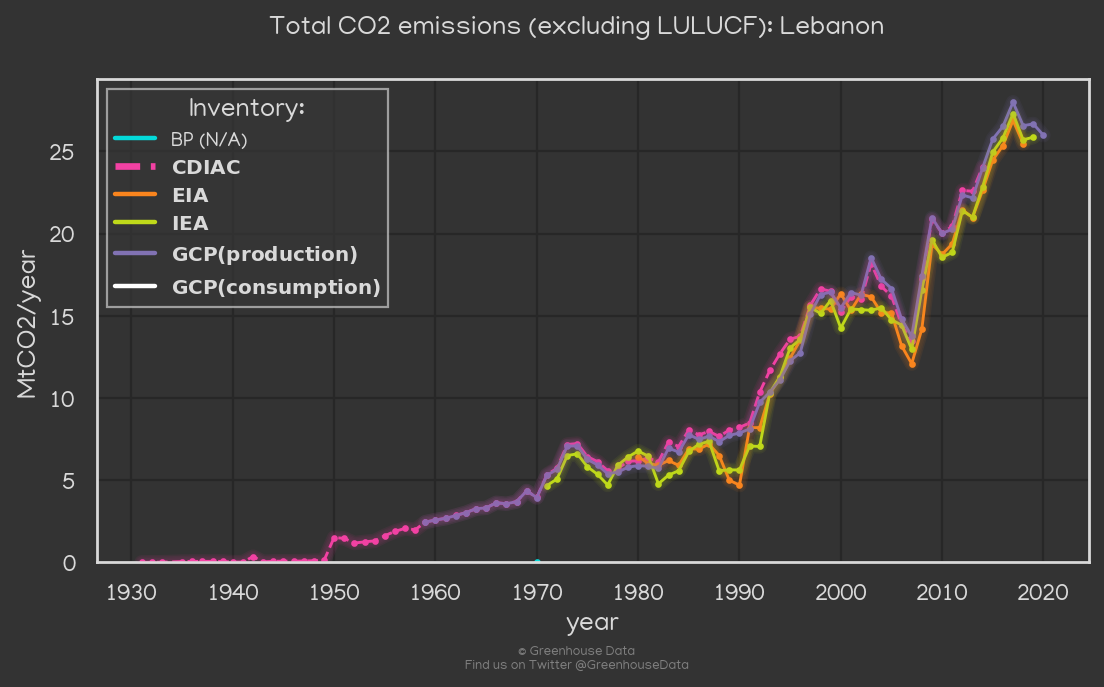 Total CO2 emissions (excluding LULUCF): Lebanon
Inventory:
BP (N/A)
CDIAC
EIA
IEA
GCP(production)
GCP(consumption)
MtCO2/year
25
20
15
10
5
0
1930 1940 1950 1960 1970 1980 1990 2000 2010 2020
year
© Greenhouse Data
Find us on Twitter @GreenhouseData